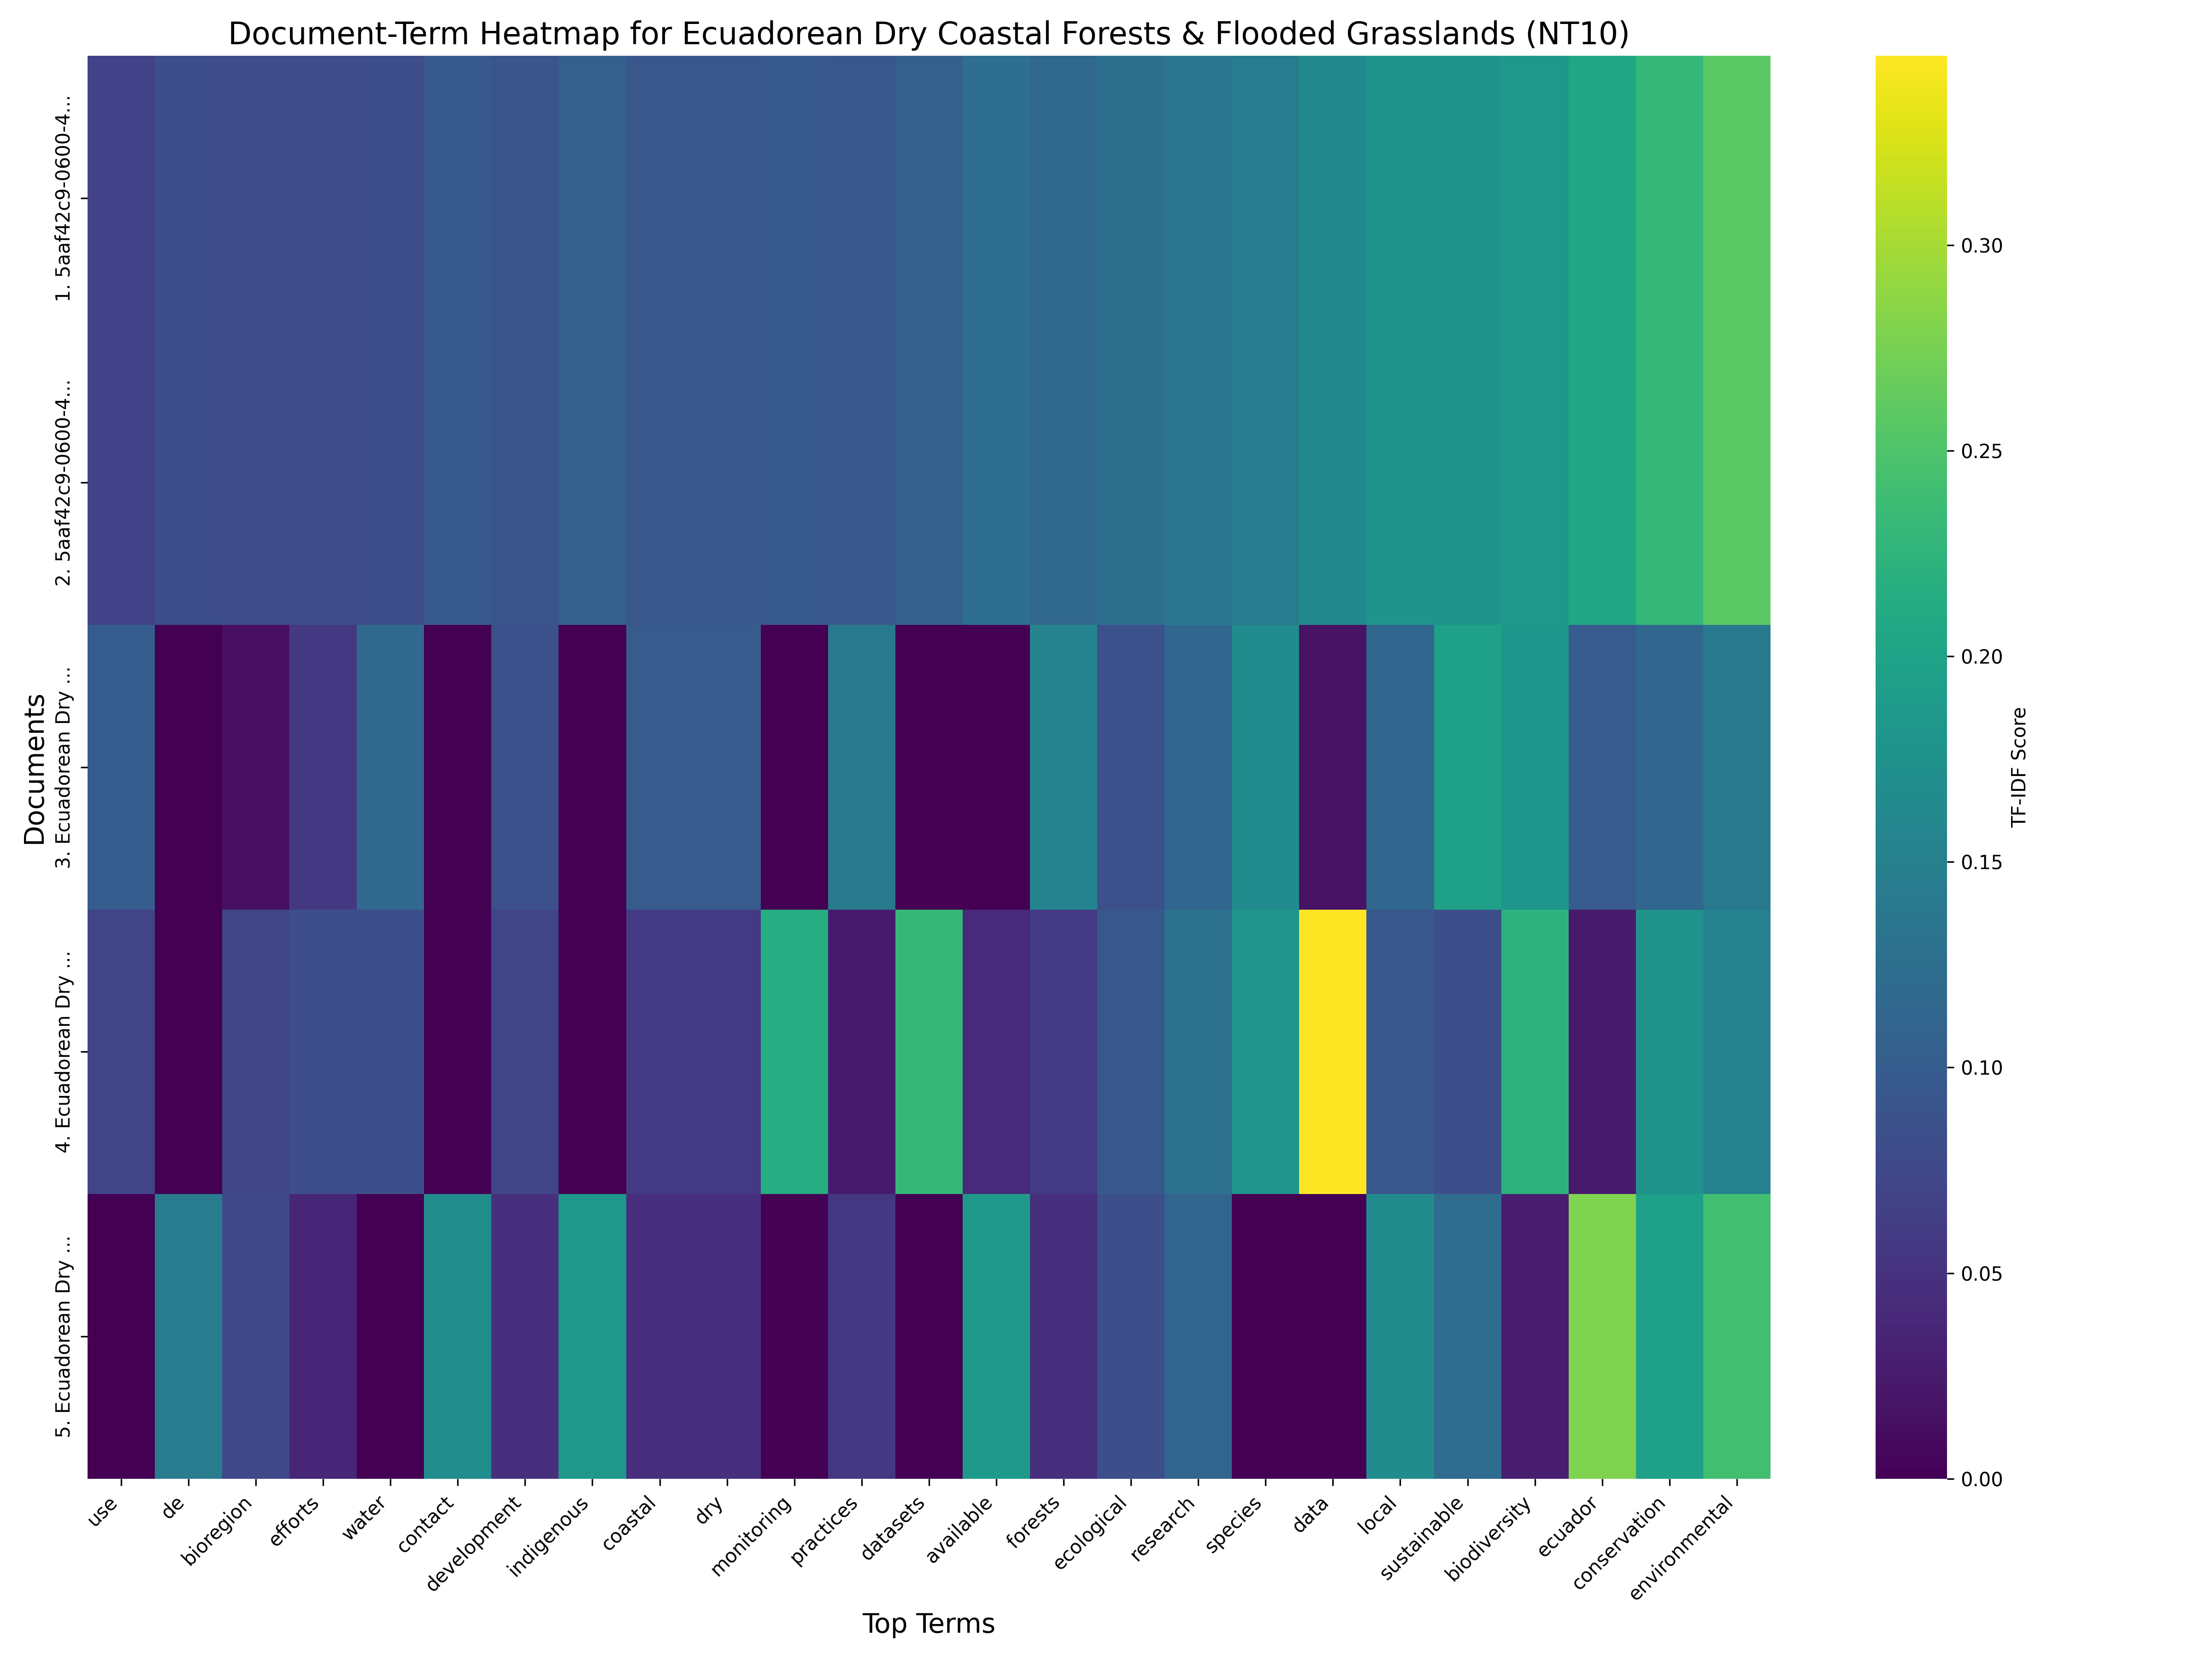 Document-Term Heatmap for Ecuadorean Dry Coastal Forests & Flooded Grasslands (NT10)
Documents
1. 5aaf42c9-0600-4...
2. 5aaf42c9-0600-4...
3. Ecuadorean Dry ...
4. Ecuadorean Dry ...
5. Ecuadorean Dry ...
use
de
bioregion
efforts
water
contact
development
indigenous
coastal
dry
monitoring
practices
datasets
available
forests
ecological
research
species
data
local
sustainable
biodiversity
ecuador
conservation
environmental
Top Terms
0.30
0.25
0.20
0.15
0.10
0.05
0.00
TF-IDF Score